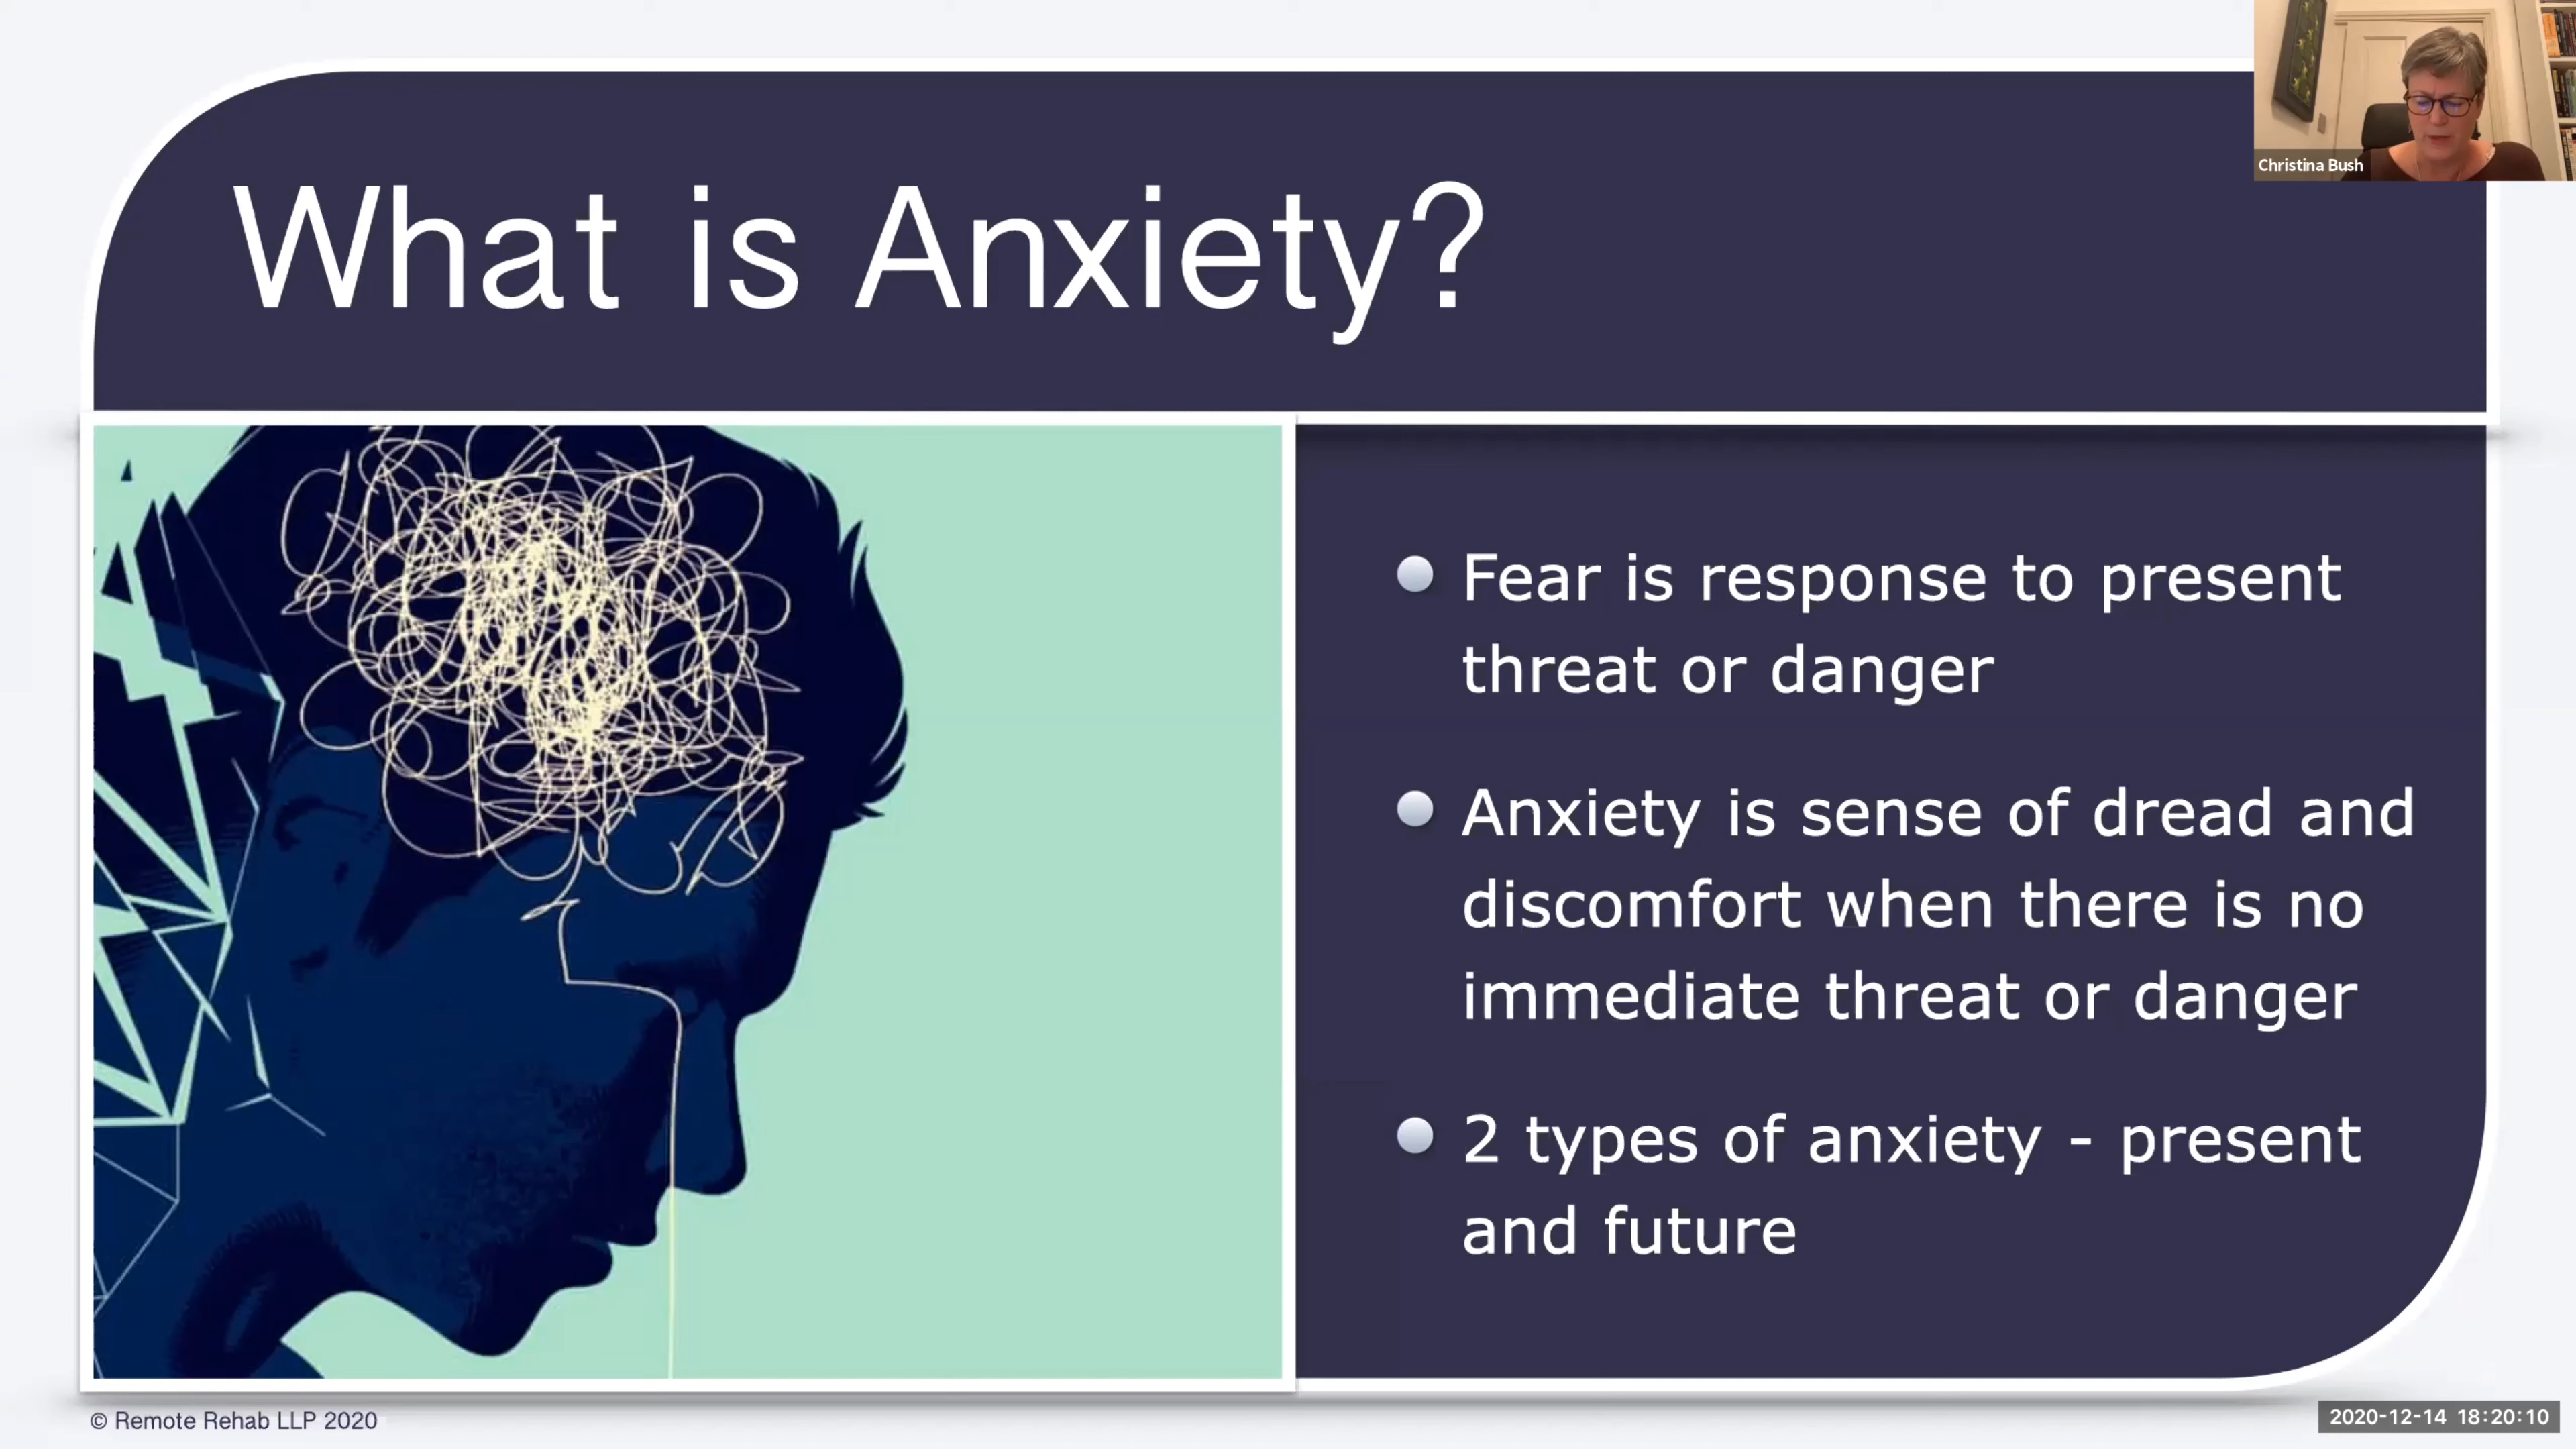 Christina Bush
What is Anxiety?
Fear is response to present
threat or danger
Anxiety is sense of dread and
discomfort when there is no
immediate threat or danger
2 types of anxiety - present
and future
© Remote Rehab LLP 2020
2020-12-14 18:20:10